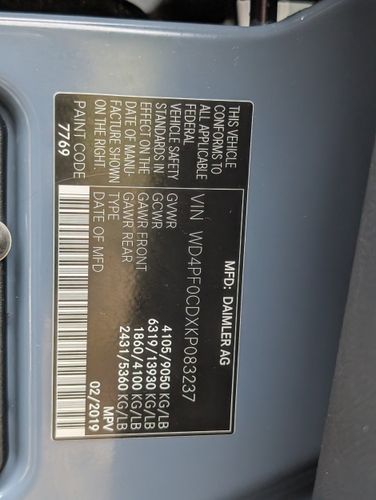 MFD: DAIMLER AG
VIN WD4PF0CDXKP083237
THIS VEHICLE
CONFORMS TO
ALL APPLICABLE
FEDERAL
VEHICLE SAFETY
STANDARDS IN
EFFECT ON THE
DATE OF MANU-
FACTURE SHOWN
ON THE RIGHT.
PAINT CODE
7769
GVWR 4105/9050 KG/LB
GCWR 6319/13930 KG/LB
GAWR FRONT 1860/4100 KG/LB
GAWR REAR 2431/5360 KG/LB
TYPE MPV
DATE OF MFD 02/2019